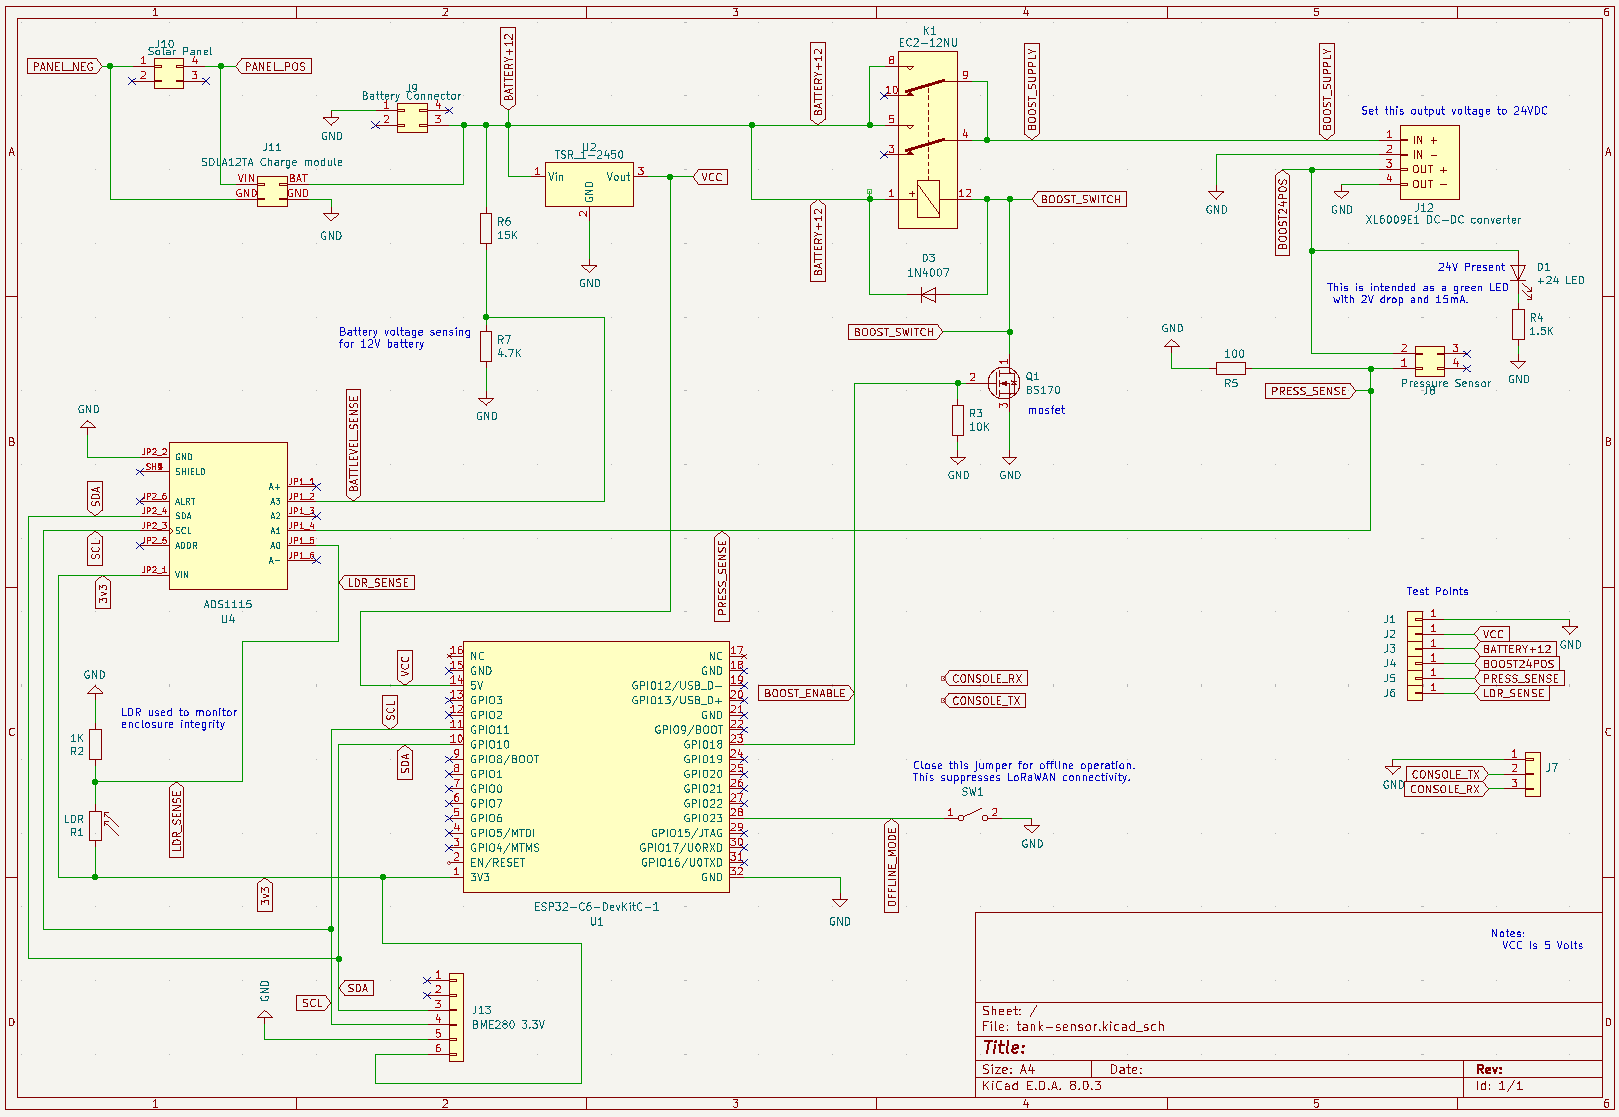 1 2 3 4 5 6
J10
Solar Panel
PANEL_NEG 1 4 PANEL_POS
2 3
J9
Battery Connector
1 4
2 3
GND
BATTERY+12
J11
SDLA12TA Charge module
VIN BAT
GND GND
GND
U2
TSR_1-2450
1 Vin Vout 3 VCC
GND
2
GND
R6
15K
Battery voltage sensing
for 12V battery
R7
4.7K
GND
BATTLEVEL_SENSE
K1
EC2-12NU
BATTERY+12
8
10
9
5
4
3
1 + 12
BATTERY+12
BOOST_SUPPLY
BOOST_SWITCH
D3
1N4007
BOOST_SWITCH
1
2
3
Q1
BS170
mosfet
R3
10K
GND
GND
BOOST_SUPPLY
Set this output voltage to 24VDC
1 IN +
2 IN -
3 OUT +
4 OUT -
J12
XL6009E1 DC-DC converter
GND
GND
BOOST24POS
24V Present
This is intended as a green LED
with 2V drop and 15mA.
D1
+24 LED
R4
1.5K
GND
GND
100
R5
2 3
1 4
Pressure Sensor
J8
PRESS_SENSE
GND
JP2_2 GND
SH$ SHIELD
JP2_6 ALRT
JP2_4 SDA
JP2_3 SCL
JP2_5 ADDR
JP2_1 VIN
A+ JP1_1
A3 JP1_2
A2 JP1_3
A1 JP1_4
A0 JP1_5
A- JP1_6
SDA
SCL
3v3
ADS1115
U4
LDR_SENSE
PRESS_SENSE
GND
LDR used to monitor
enclosure integrity
1K
R2
LDR
R1
LDR_SENSE
3v3
VCC
SCL
SDA
16 NC NC 17
15 GND GND 18
14 5V GPIO12/USB_D- 19
13 GPIO3 GPIO13/USB_D+ 20
12 GPIO2 GND 21
11 GPIO11 GPIO9/BOOT 22
10 GPIO10 GPIO18 23
9 GPIO8/BOOT GPIO19 24
8 GPIO1 GPIO20 25
7 GPIO0 GPIO21 26
6 GPIO7 GPIO22 27
5 GPIO6 GPIO23 28
4 GPIO5/MTDI GPIO15/JTAG 29
3 GPIO4/MTMS GPIO17/U0RXD 30
2 EN/RESET GPIO16/U0TXD 31
1 3V3 GND 32
ESP32-C6-DevKitC-1
U1
BOOST_ENABLE
CONSOLE_RX
CONSOLE_TX
Close this jumper for offline operation.
This suppresses LoRaWAN connectivity.
SW1
1 2
GND
OFFLINE_MODE
GND
Test Points
J1 1
GND
J2 1 VCC
J3 1 BATTERY+12
J4 1 BOOST24POS
J5 1 PRESS_SENSE
J6 1 LDR_SENSE
1
2
3
J7
GND
CONSOLE_TX
CONSOLE_RX
GND
SCL
SDA
1
2
3
4
5
6
J13
BME280 3.3V
Notes:
VCC is 5 Volts
Sheet: /
File: tank-sensor.kicad_sch
Title:
Size: A4 Date: Rev:
KiCad E.D.A. 8.0.3 Id: 1/1
A A
B B
C C
D D
1 2 3 4 5 6